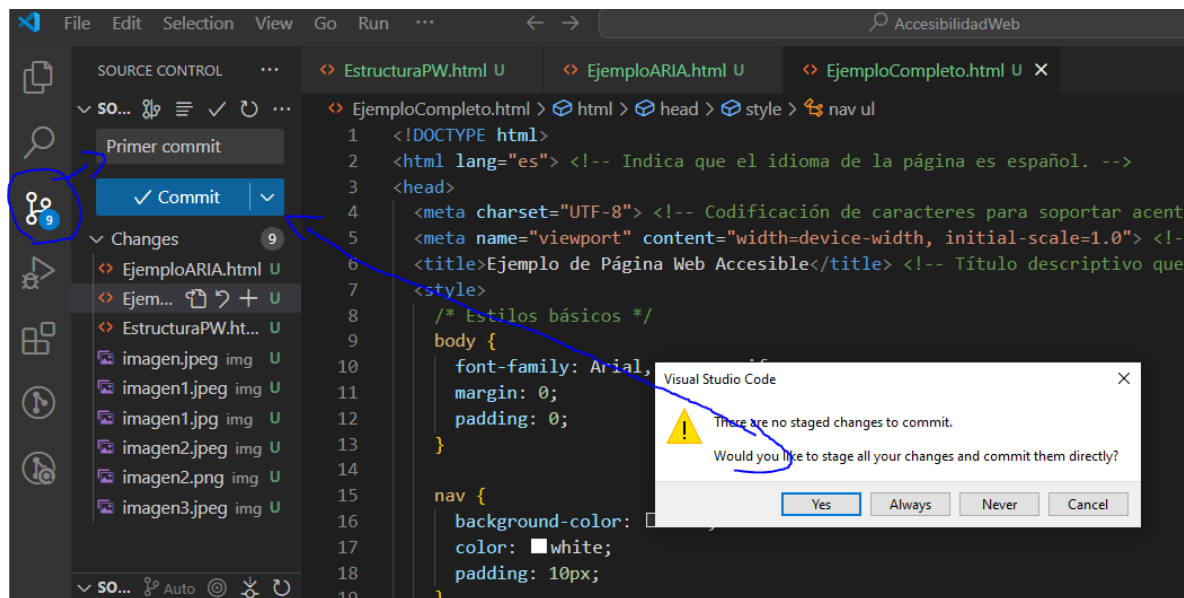 File Edit Selection View Go Run ··· AccesibilidadWeb
SOURCE CONTROL ···
SO... ···
Primer commit
Commit
9
Changes 9
EjemploARIA.html U
Ejem... U
EstructuraPW.ht... U
imagen.jpeg img U
imagen1.jpeg img U
imagen1.jpg img U
imagen2.jpeg img U
imagen2.png img U
imagen3.jpeg img U
SO... Auto
EstructuraPW.html U EjemploARIA.html U EjemploCompleto.html U
EjemploCompleto.html > html > head > style > nav ul
1 <!DOCTYPE html>
2 <html lang="es"> <!-- Indica que el idioma de la página es español. -->
3 <head>
4 <meta charset="UTF-8"> <!-- Codificación de caracteres para soportar acent
5 <meta name="viewport" content="width=device-width, initial-scale=1.0"> <!-
6 <title>Ejemplo de Página Web Accesible</title> <!-- Título descriptivo que
7 <style>
8 /* Estilos básicos */
9 body {
10 font-family: Arial,
11 margin: 0;
12 padding: 0;
13 }
14
15 nav {
16 background-color:
17 color: white;
18 padding: 10px;
19 }
Visual Studio Code
There are no staged changes to commit.
Would you like to stage all your changes and commit them directly?
Yes Always Never Cancel